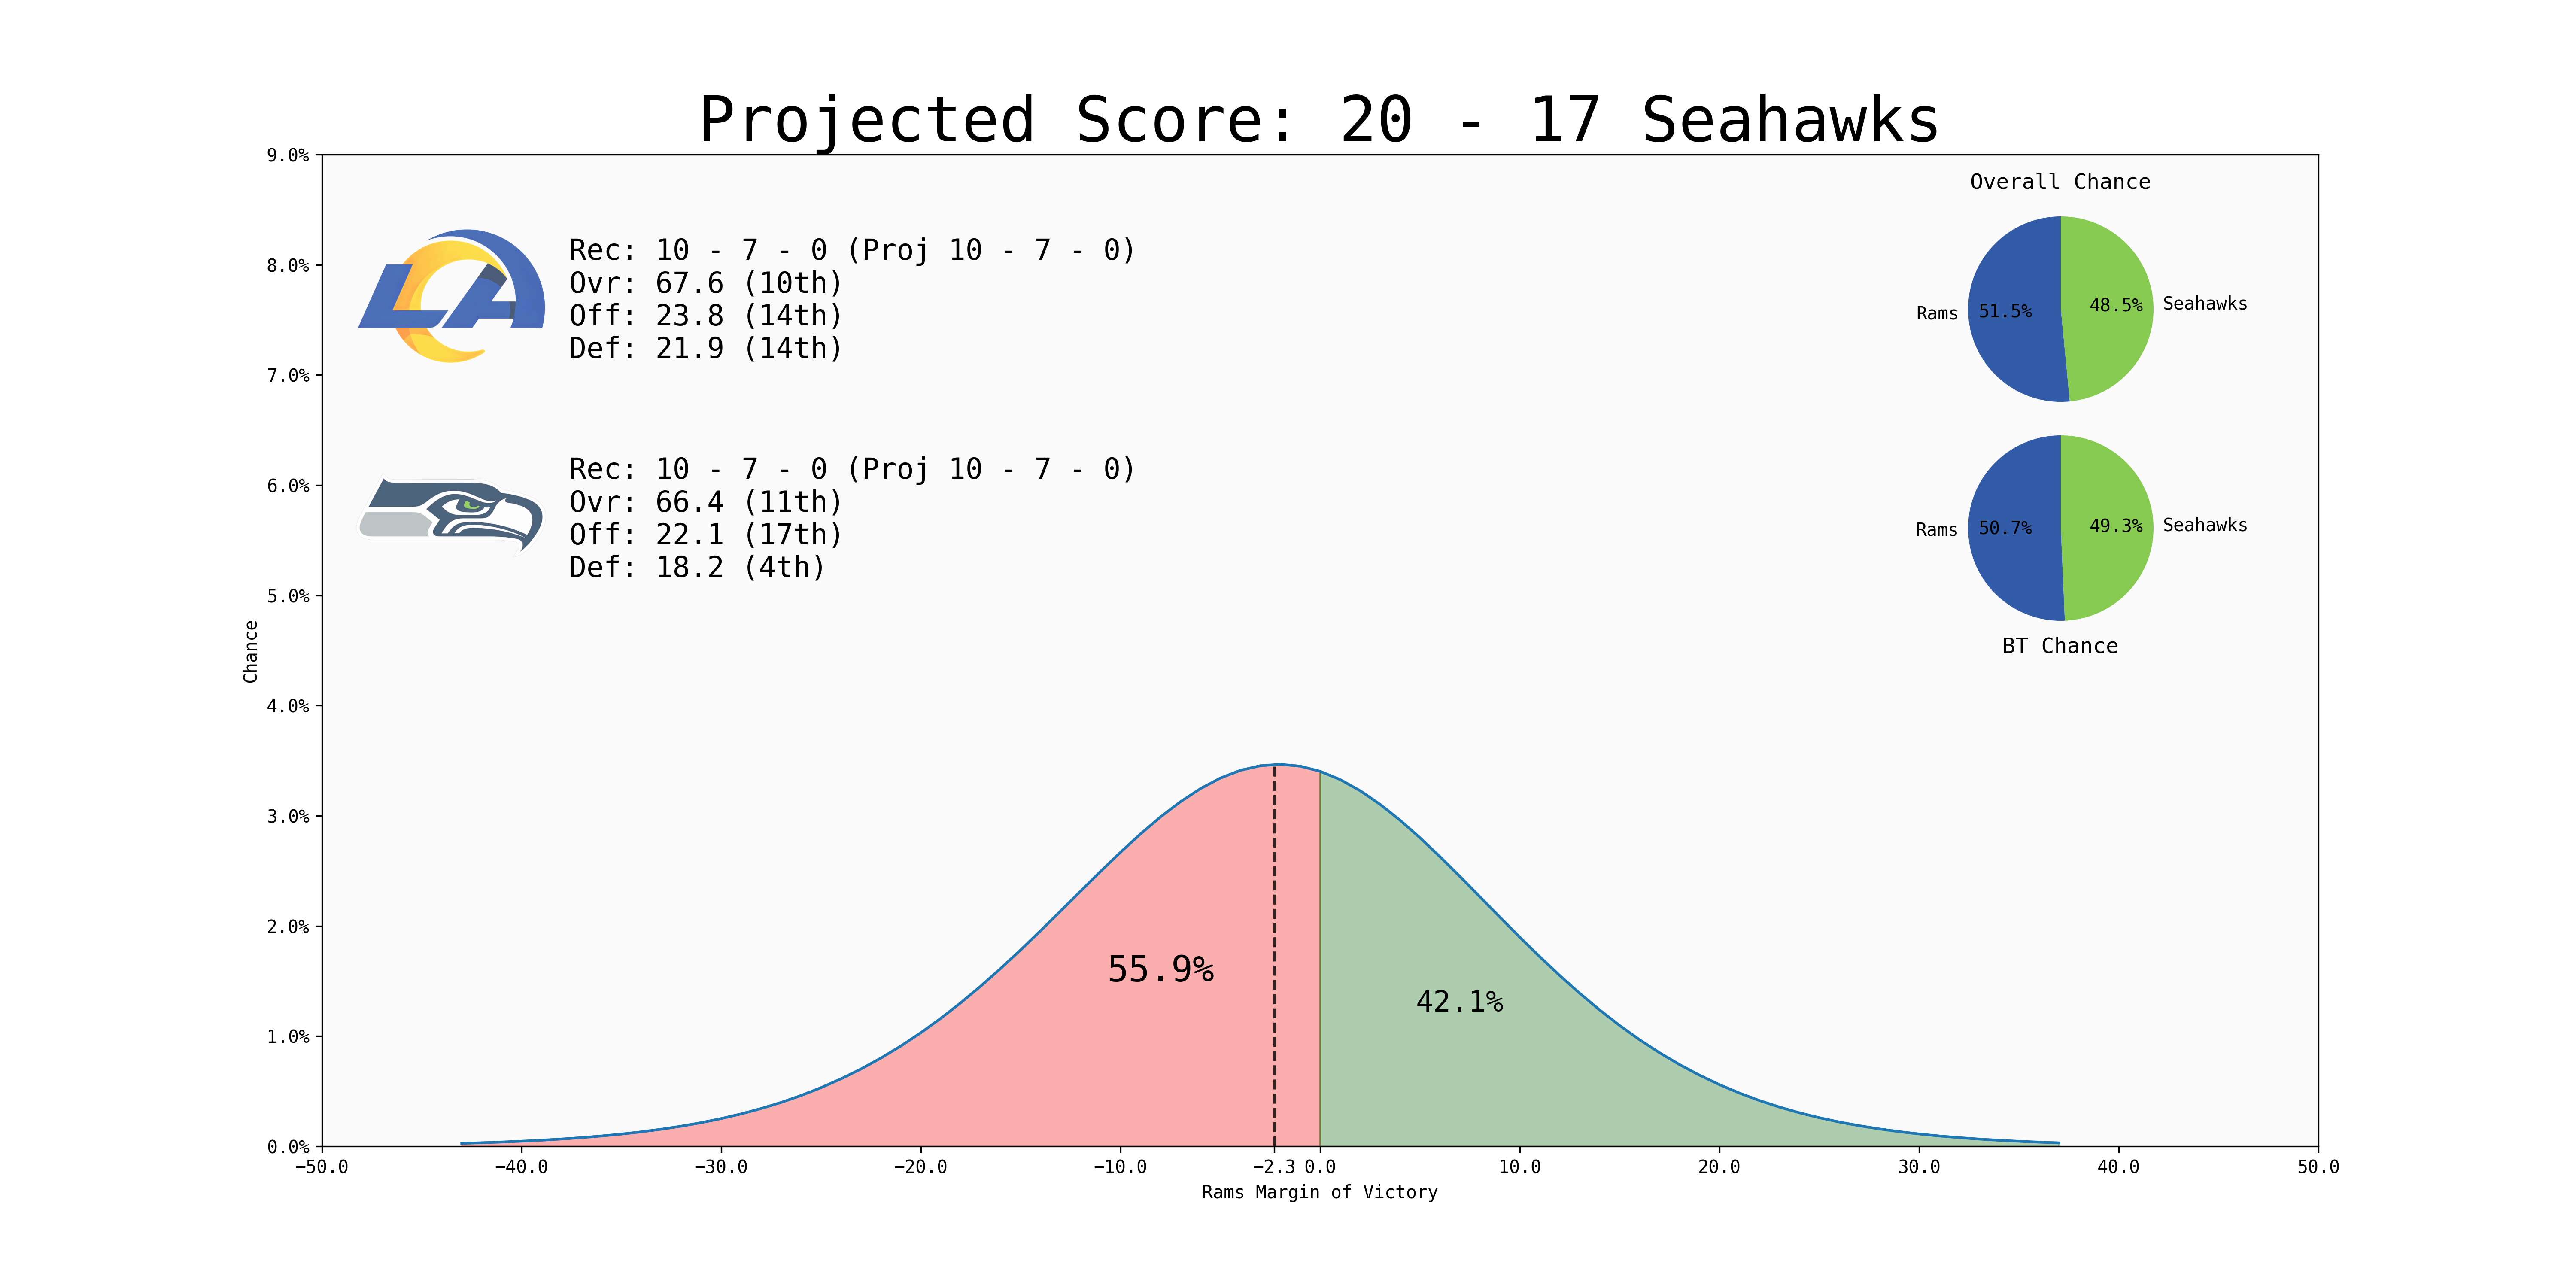 Projected Score: 20 - 17 Seahawks
9.0%
8.0%
7.0%
6.0%
5.0%
4.0%
3.0%
2.0%
1.0%
0.0%
Chance
LA
Rec: 10 - 7 - 0 (Proj 10 - 7 - 0)
Ovr: 67.6 (10th)
Off: 23.8 (14th)
Def: 21.9 (14th)
Rec: 10 - 7 - 0 (Proj 10 - 7 - 0)
Ovr: 66.4 (11th)
Off: 22.1 (17th)
Def: 18.2 (4th)
Overall Chance
Rams 51.5% 48.5% Seahawks
Rams 50.7% 49.3% Seahawks
BT Chance
55.9%
42.1%
−50.0 −40.0 −30.0 −20.0 −10.0 −2.3 0.0 10.0 20.0 30.0 40.0 50.0
Rams Margin of Victory